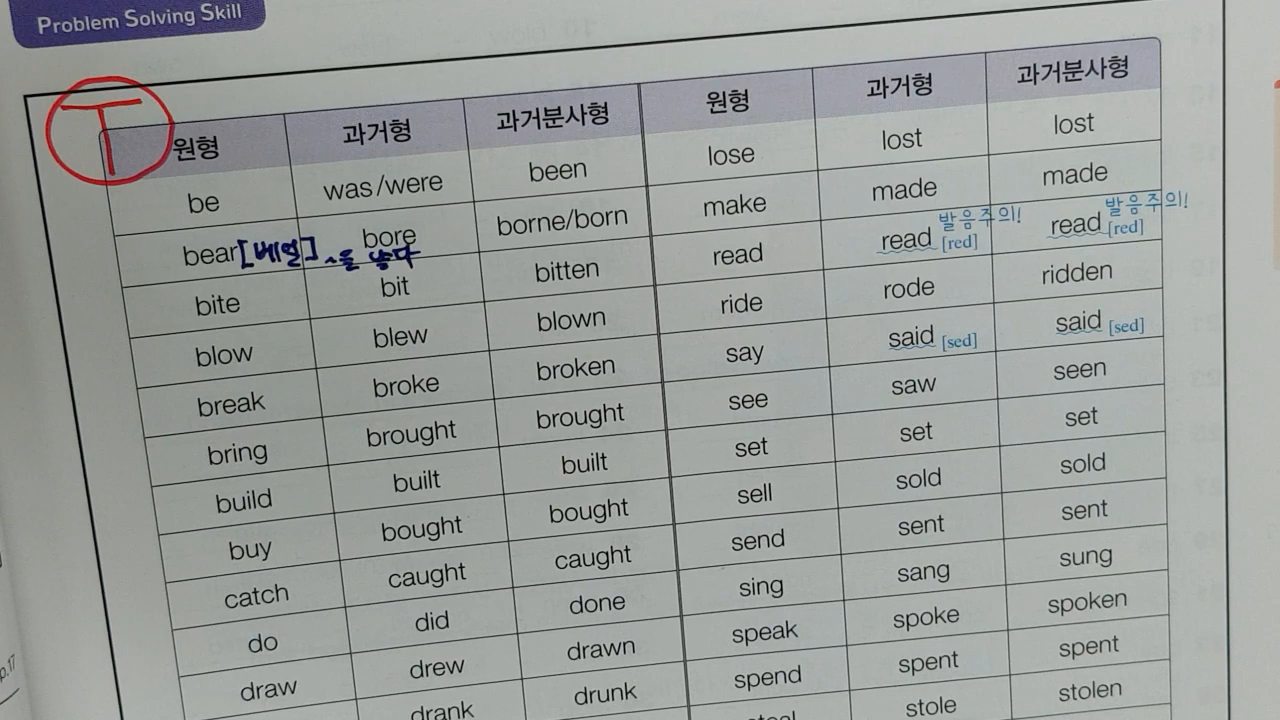 Problem Solving Skill
T
원형 과거형 과거분사형 원형 과거형 과거분사형
be was/were been lose lost lost
bear [베얼] ~를 낳다 bore borne/born make made made
bite bit bitten read read [red] 발음주의! read [red] 발음주의!
blow blew blown ride rode ridden
break broke broken say said [sed] said [sed]
bring brought brought see saw seen
build built built set set set
buy bought bought sell sold sold
catch caught caught send sent sent
do did done sing sang sung
draw drew drawn speak spoke spoken
drank drunk spend spent spent
stole stolen
p.17